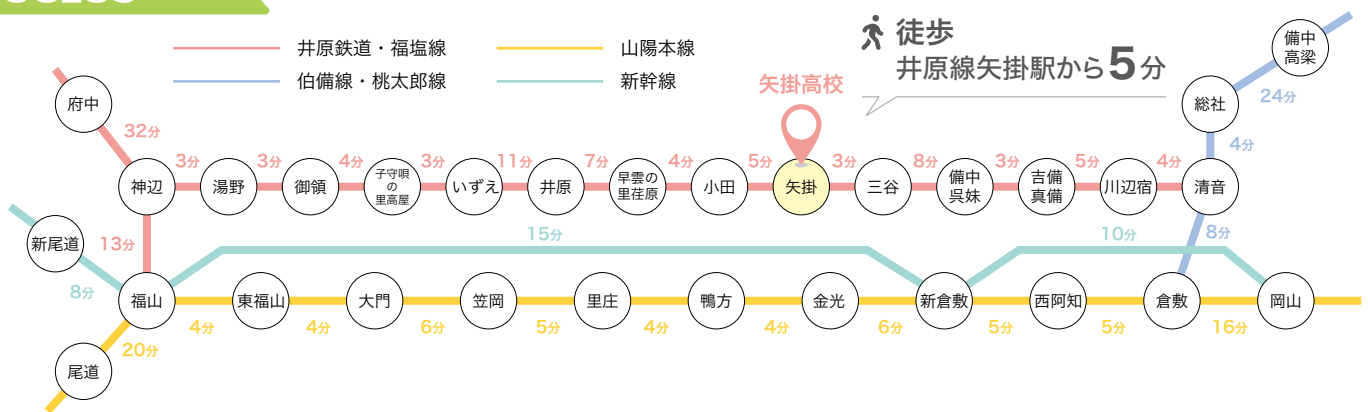 井原鉄道・福塩線
山陽本線
伯備線・桃太郎線
新幹線
徒歩
井原線矢掛駅から5分
矢掛高校
備中
高梁
24分
総社
4分
府中
32分
神辺
3分
湯野
3分
御領
4分
子守唄
の
里高屋
3分
いずえ
11分
井原
7分
早雲の
里荏原
4分
小田
5分
矢掛
3分
三谷
8分
備中
呉妹
3分
吉備
真備
5分
川辺宿
4分
清音
8分
新尾道
8分
13分
15分
10分
福山
4分
東福山
4分
大門
6分
笠岡
5分
里庄
4分
鴨方
4分
金光
6分
新倉敷
5分
西阿知
5分
倉敷
16分
岡山
20分
尾道